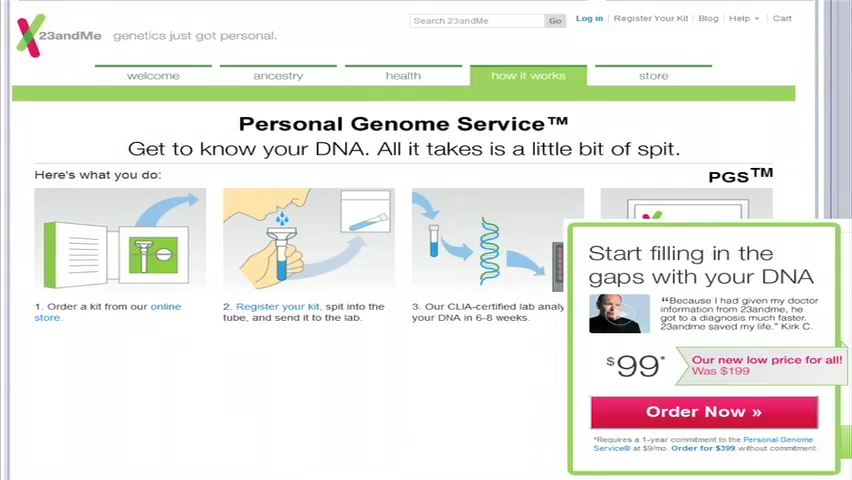 Search 23andMe
Go
Log in
Register Your Kit
Blog
Help
Cart
23andMe genetics just got personal.
welcome
ancestry
health
how it works
store
Personal Genome Service™
Get to know your DNA. All it takes is a little bit of spit.
Here's what you do:
PGS™
1. Order a kit from our online
store.
2. Register your kit, spit into the
tube, and send it to the lab.
3. Our CLIA-certified lab analy
your DNA in 6-8 weeks.
Start filling in the
gaps with your DNA
“Because I had given my doctor
information from 23andme, he
got to a diagnosis much faster.
23andme saved my life." Kirk C.
$99*
Our new low price for all!
Was $199
Order Now »
*Requires a 1-year commitment to the Personal Genome
Service® at $9/mo. Order for $399 without commitment.